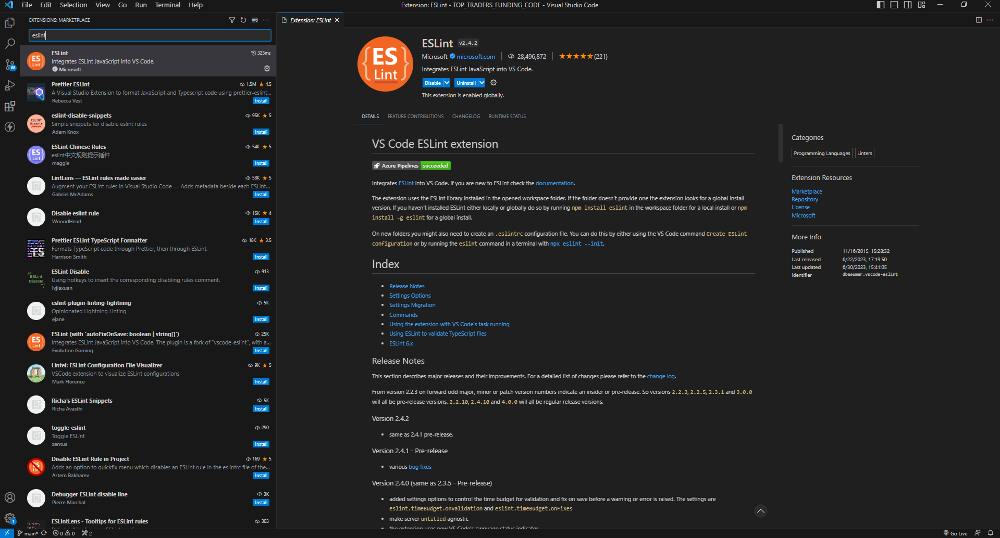 File Edit Selection View Go Run Terminal Help
Extension: ESLint - TOP_TRADERS_FUNDING_CODE - Visual Studio Code
EXTENSIONS: MARKETPLACE
eslint
ESLint 325ms
Integrates ESLint JavaScript into VS Code.
Microsoft
Prettier ESLint 1.5M 4.5
A Visual Studio Extension to format JavaScript and Typescript code using prettier-eslint...
Rebecca Vest Install
eslint-disable-snippets 95K 5
Simple snippets for disable eslint rules
Adam Knox Install
ESLint Chinese Rules 54K 5
eslint中文规则提示插件
maggie Install
LintLens — ESLint rules made easier 58K 5
Augment your ESLint rules in Visual Studio Code — Adds metadata beside each ESLint...
Gabriel McAdams Install
Disable eslint rule 15K 4
WooodHead Install
Prettier ESLint TypeScript Formatter 18K 3.5
Formats TypeScript code through Prettier, then through ESLint.
Harrison Smith Install
ESLint Disable 913
Using hotkeys to insert the corresponding disabling rules comment.
lvjiaxuan Install
eslint-plugin-linting-lightning 5K
Opinionated Lightning Linting
ejane Install
ESLint (with `autoFixOnSave: boolean | string[]`) 25K
Integrates ESLint JavaScript into VS Code. The plugin is a fork of "vscode-eslint", with a...
Evolution Gaming Install
Lintel: ESLint Configuration File Visualizer 9K 5
VSCode extension to visualize ESLint configurations
Mark Florence Install
Richa's ESLint Snippets 5K
Richa Avasthi Install
toggle-eslint 290
Toggle ESLint
zentus Install
Disable ESLint Rule in Project 169 5
Adds an option to quickfix menu which disables an ESLint rule in the eslintrc file of the...
Artem Bakharev Install
Debugger ESLint disable line 3K
Pierre Marchal Install
ESLintLens - Tooltips for ESLint rules 303
Extension: ESLint
ES
Lint
ESLint v2.4.2
Microsoft microsoft.com 28,496,872 (221)
Integrates ESLint JavaScript into VS Code.
Disable Uninstall
This extension is enabled globally.
DETAILS FEATURE CONTRIBUTIONS CHANGELOG RUNTIME STATUS
VS Code ESLint extension
Azure Pipelines succeeded
Integrates ESLint into VS Code. If you are new to ESLint check the documentation.
The extension uses the ESLint library installed in the opened workspace folder. If the folder doesn't provide one the extension looks for a global install
version. If you haven't installed ESLint either locally or globally do so by running npm install eslint in the workspace folder for a local install or npm
install -g eslint for a global install.
On new folders you might also need to create an .eslintrc configuration file. You can do this by either using the VS Code command Create ESLint
configuration or by running the eslint command in a terminal with npx eslint --init.
Index
Release Notes
Settings Options
Settings Migration
Commands
Using the extension with VS Code's task running
Using ESLint to validate TypeScript files
ESLint 6.x
Release Notes
This section describes major releases and their improvements. For a detailed list of changes please refer to the change log.
From version 2.2.3 on forward odd major, minor or patch version numbers indicate an insider or pre-release. So versions 2.2.3, 2.2.5, 2.3.1 and 3.0.0
will all be pre-release versions. 2.2.10, 2.4.10 and 4.0.0 will all be regular release versions.
Version 2.4.2
same as 2.4.1 pre-release.
Version 2.4.1 - Pre-release
various bug fixes
Version 2.4.0 (same as 2.3.5 - Pre-release)
added settings options to control the time budget for validation and fix on save before a warning or error is raised. The settings are
eslint.timeBudget.onValidation and eslint.timeBudget.onFixes
make server untitled agnostic
the extension uses now VS Code's language status indicator
Categories
Programming Languages Linters
Extension Resources
Marketplace
Repository
License
Microsoft
More Info
Published 11/16/2015, 15:28:32
Last released 6/22/2023, 17:19:50
Last updated 6/30/2023, 15:41:05
Identifier dbaeumer.vscode-eslint
68
1
main* 0 0 2
Go Live